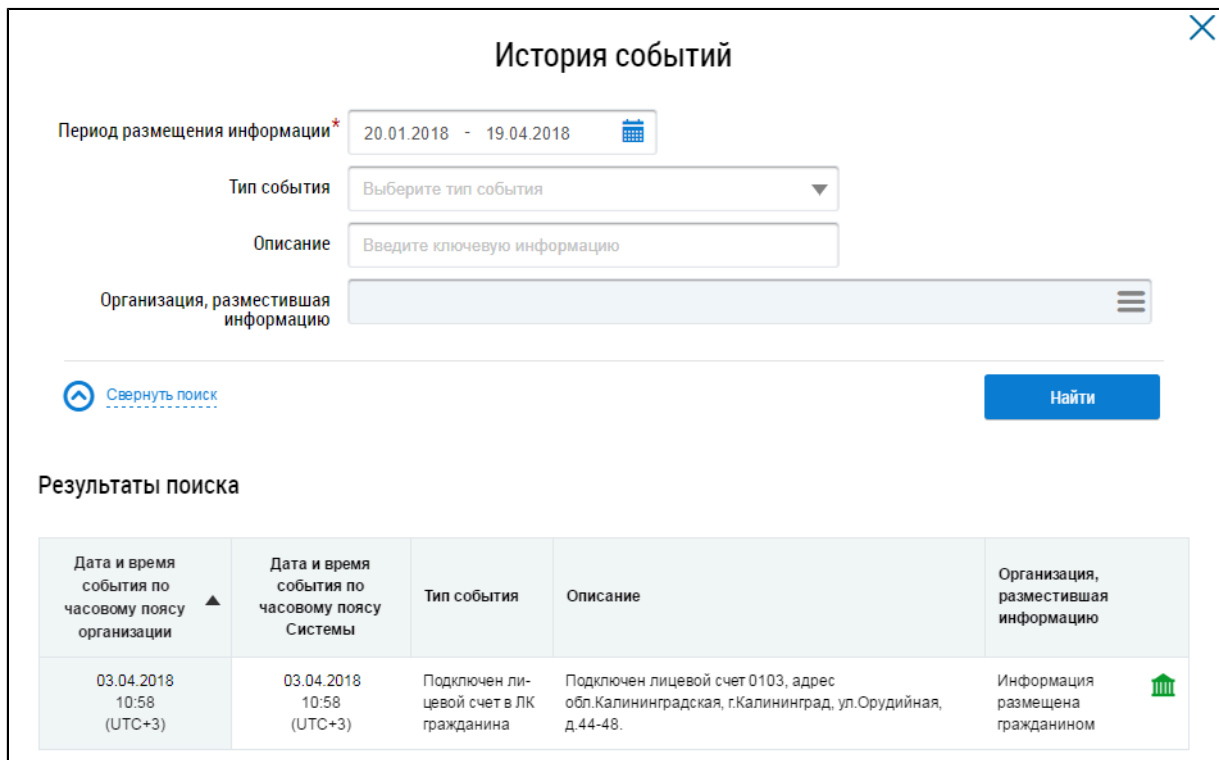 История событий
Период размещения информации*
20.01.2018 - 19.04.2018
Тип события
Выберите тип события
Описание
Введите ключевую информацию
Организация, разместившая
информацию
Свернуть поиск
Найти
Результаты поиска
Дата и время
события по
часовому поясу
организации
Дата и время
события по
часовому поясу
Системы
Тип события
Описание
Организация,
разместившая
информацию
03.04.2018
10:58
(UTC+3)
03.04.2018
10:58
(UTC+3)
Подключен ли-
цевой счет в ЛК
гражданина
Подключен лицевой счет 0103, адрес
обл.Калининградская, г.Калининград, ул.Орудийная,
д.44-48.
Информация
размещена
гражданином